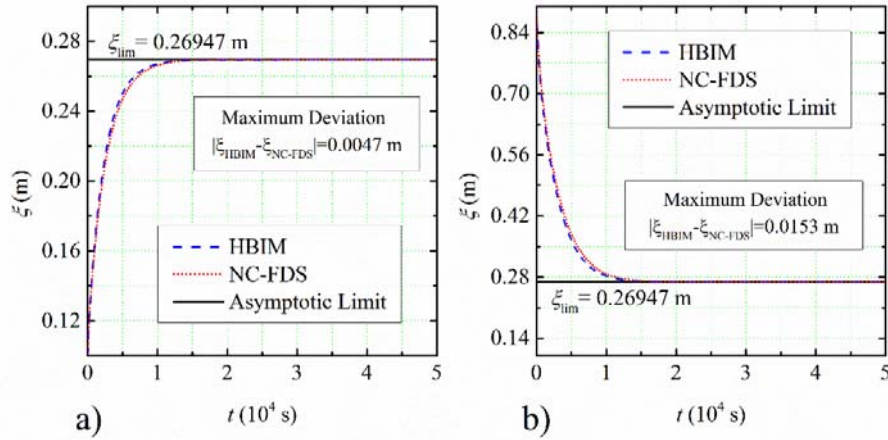 0.28
0.24
0.20
0.16
0.12
ξ (m)
ξlim= 0.26947 m
Maximum Deviation
|ξHBIM-ξNC-FDS|=0.0047 m
HBIM
NC-FDS
Asymptotic Limit
0 1 2 3 4 5
t (10⁴ s)
a)
0.84
0.70
0.56
0.42
0.28
0.14
ξ (m)
HBIM
NC-FDS
Asymptotic Limit
Maximum Deviation
|ξHBIM-ξNC-FDS|=0.0153 m
ξlim= 0.26947 m
0 1 2 3 4 5
t (10⁴ s)
b)